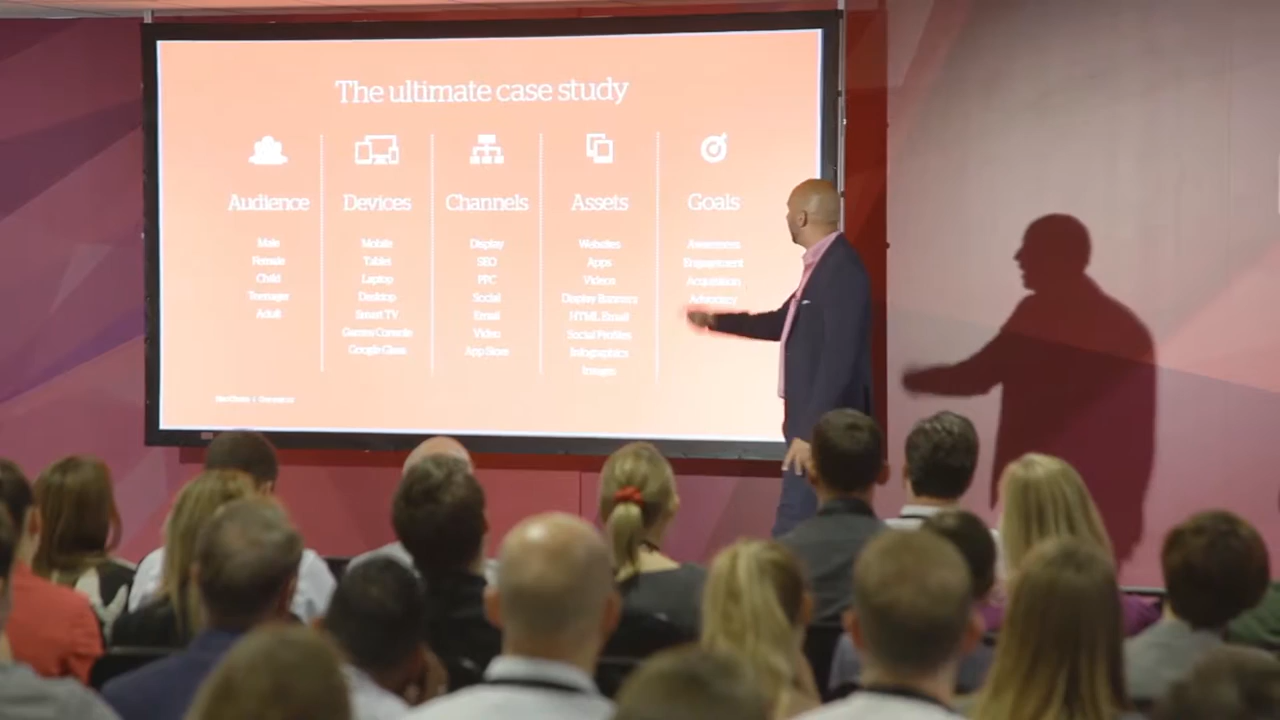 The ultimate case study
Audience
Male
Female
Child
Teenager
Adult
Devices
Mobile
Tablet
Laptop
Desktop
Smart TV
Games Console
Google Glass
Channels
Display
SEO
PPC
Social
Email
Video
App Store
Assets
Websites
Apps
Videos
Display Banners
HTML Email
Social Profiles
Infographics
Images
Goals
Awareness
Engagement
Acquisition
Advocacy